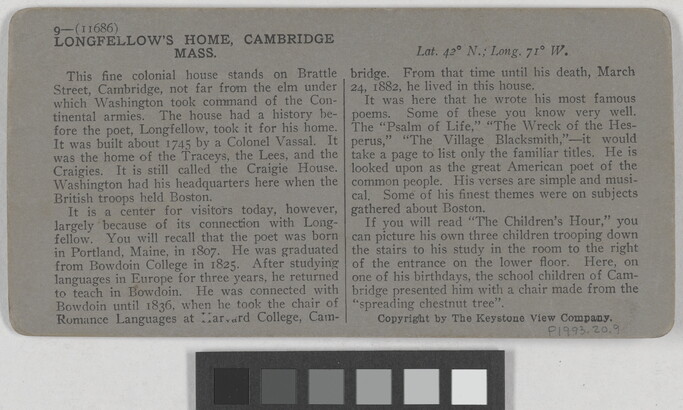 9—(11686)
LONGFELLOW'S HOME, CAMBRIDGE
MASS.
Lat. 42° N.; Long. 71° W.
This fine colonial house stands on Brattle
Street, Cambridge, not far from the elm under
which Washington took command of the Con-
tinental armies. The house had a history be-
fore the poet, Longfellow, took it for his home.
It was built about 1745 by a Colonel Vassal. It
was the home of the Traceys, the Lees, and the
Craigies. It is still called the Craigie House.
Washington had his headquarters here when the
British troops held Boston.
It is a center for visitors today, however,
largely because of its connection with Long-
fellow. You will recall that the poet was born
in Portland, Maine, in 1807. He was graduated
from Bowdoin College in 1825. After studying
languages in Europe for three years, he returned
to teach in Bowdoin. He was connected with
Bowdoin until 1836, when he took the chair of
Romance Languages at Harvard College, Cam-
bridge. From that time until his death, March
24, 1882, he lived in this house.
It was here that he wrote his most famous
poems. Some of these you know very well.
The "Psalm of Life," "The Wreck of the Hes-
perus," "The Village Blacksmith,"—it would
take a page to list only the familiar titles. He is
looked upon as the great American poet of the
common people. His verses are simple and musi-
cal. Some of his finest themes were on subjects
gathered about Boston.
If you will read "The Children's Hour," you
can picture his own three children trooping down
the stairs to his study in the room to the right
of the entrance on the lower floor. Here, on
one of his birthdays, the school children of Cam-
bridge presented him with a chair made from the
"spreading chestnut tree".
Copyright by The Keystone View Company.
P1993.20.9